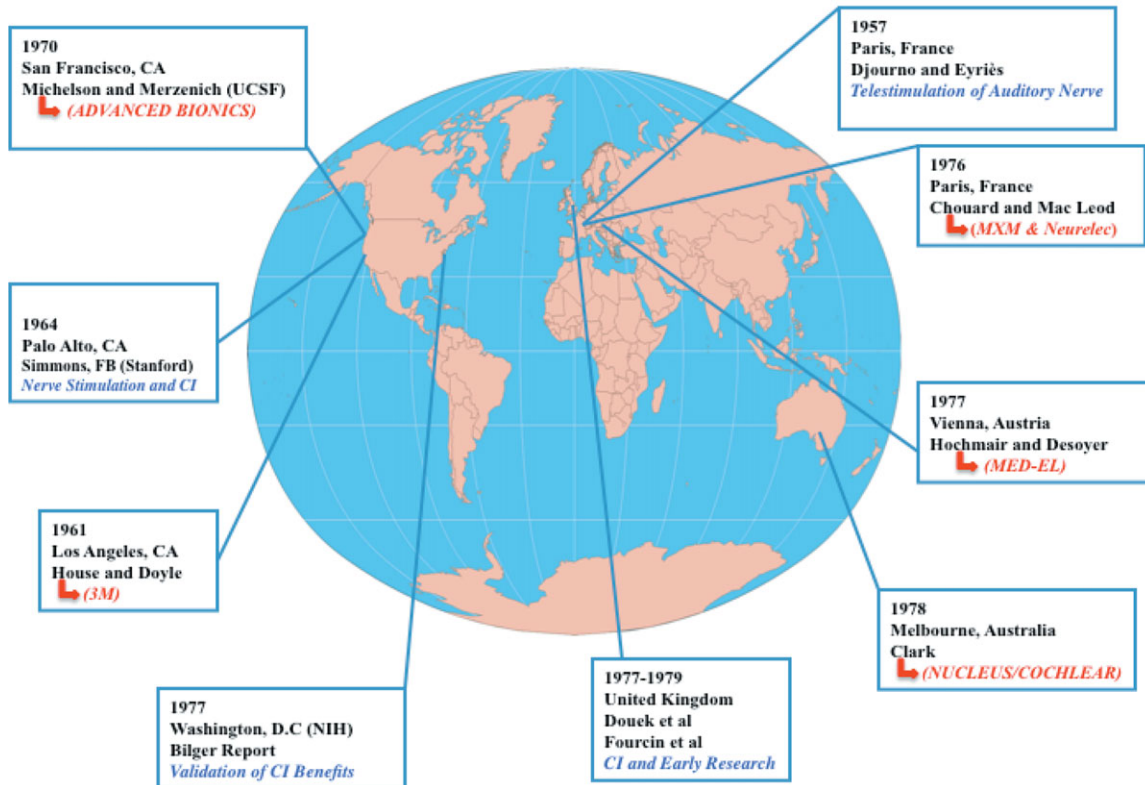 1970
San Francisco, CA
Michelson and Merzenich (UCSF)
(ADVANCED BIONICS)
1957
Paris, France
Djourno and Eyriès
Telestimulation of Auditory Nerve
1976
Paris, France
Chouard and Mac Leod
(MXM & Neurelec)
1964
Palo Alto, CA
Simmons, FB (Stanford)
Nerve Stimulation and CI
1977
Vienna, Austria
Hochmair and Desoyer
(MED-EL)
1961
Los Angeles, CA
House and Doyle
(3M)
1978
Melbourne, Australia
Clark
(NUCLEUS/COCHLEAR)
1977
Washington, D.C (NIH)
Bilger Report
Validation of CI Benefits
1977-1979
United Kingdom
Douek et al
Fourcin et al
CI and Early Research